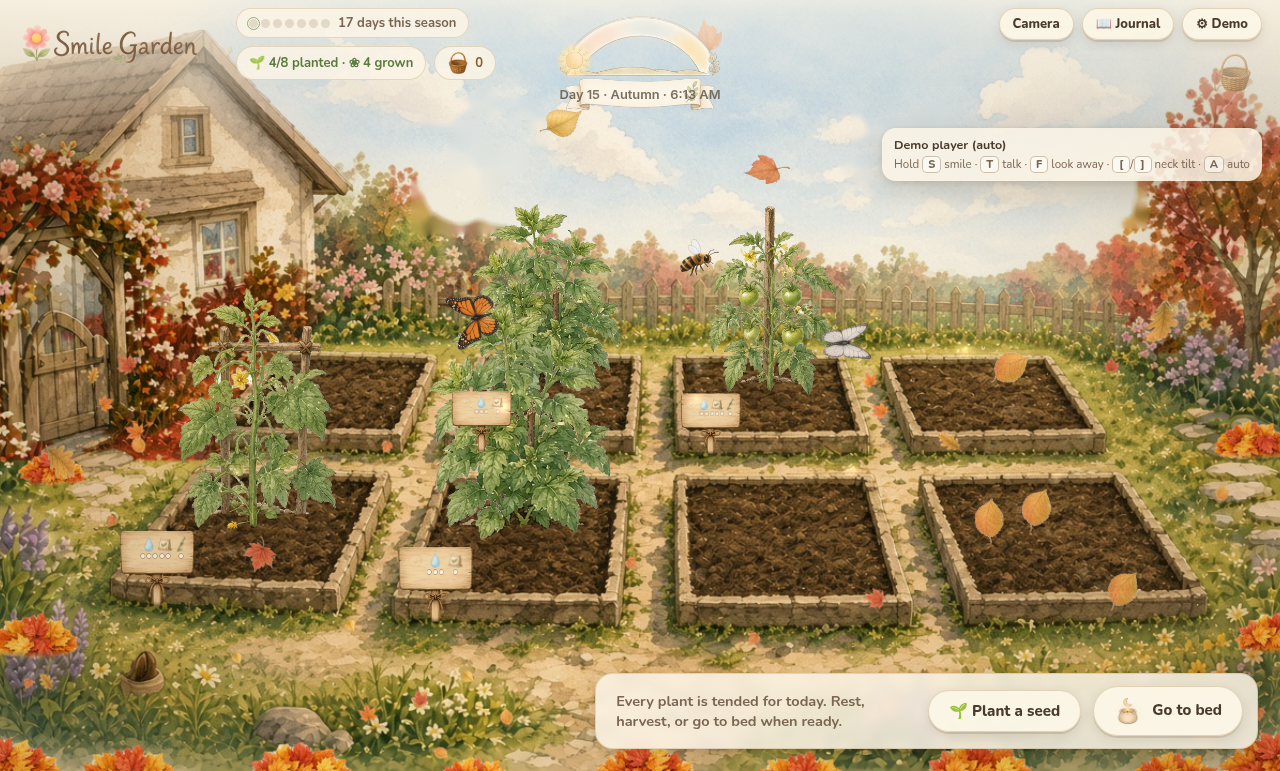 Smile Garden
17 days this season
4/8 planted · 4 grown
0
Day 15 · Autumn · 6:13 AM
Camera
Journal
Demo
Demo player (auto)
Hold S smile · T talk · F look away · [ / ] neck tilt · A auto
Every plant is tended for today. Rest,
harvest, or go to bed when ready.
Plant a seed
Go to bed